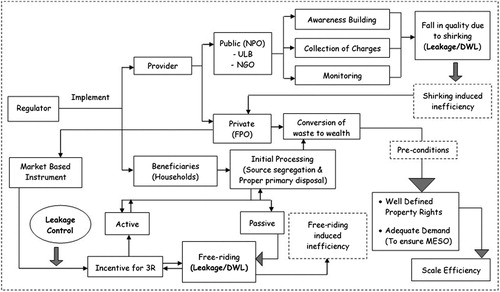 Awareness Building
Collection of Charges
Monitoring
Fall in quality due
to shirking
(Leakage/DWL)
Public (NPO)
- ULB
- NGO
Provider
Implement
Regulator
Shirking induced
inefficiency
Private
(FPO)
Conversion of
waste to wealth
Pre-conditions
Market Based
Instrument
Beneficiaries
(Households)
Initial Processing
(Source segregation &
Proper primary disposal)
• Well Defined
Property Rights
• Adequate Demand
(To ensure MESO)
Leakage
Control
Active
Passive
Free-riding
induced
inefficiency
Incentive for 3R
Free-riding
(Leakage/DWL)
Scale Efficiency